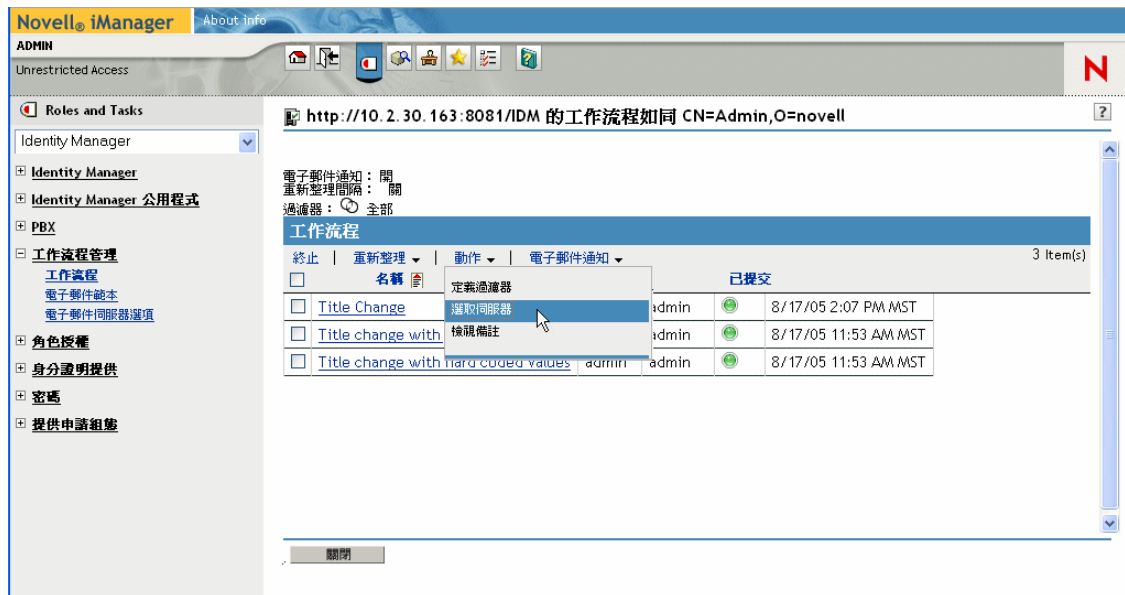 Novell® iManager About info
ADMIN
Unrestricted Access
N
Roles and Tasks
Identity Manager
Identity Manager
Identity Manager 公用程式
PBX
工作流程管理
工作流程
電子郵件範本
電子郵件伺服器選項
角色授權
身分證明提供
密碼
提供申請組態
http://10.2.30.163:8081/IDM 的工作流程如同 CN=Admin,O=novell
?
電子郵件通知： 開
重新整理間隔： 關
過濾器： 全部
工作流程
終止 | 重新整理 | 動作 | 電子郵件通知
3 Item(s)
名稱 已提交
定義過濾器
選取伺服器
檢視備註
Title Change admin 8/17/05 2:07 PM MST
Title change with admin 8/17/05 11:53 AM MST
Title change with hard coded values admin admin 8/17/05 11:53 AM MST
關閉